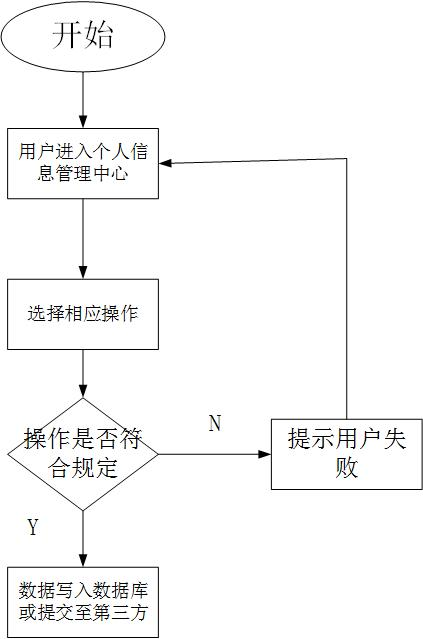 开始
用户进入个人信
息管理中心
选择相应操作
操作是否符
合规定
N
提示用户失
败
Y
数据写入数据库
或提交至第三方